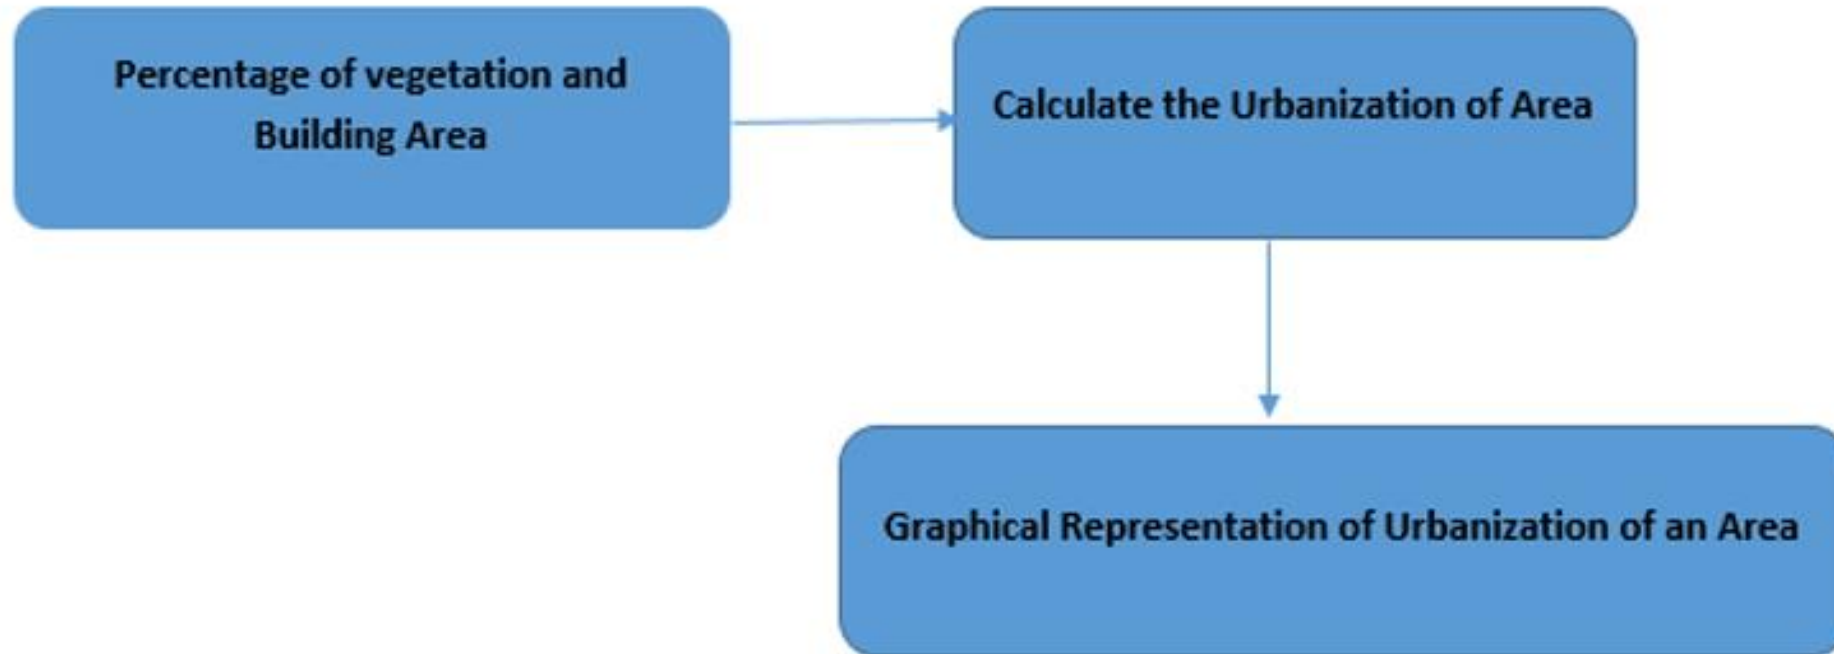 Percentage of vegetation and
Building Area
Calculate the Urbanization of Area
Graphical Representation of Urbanization of an Area